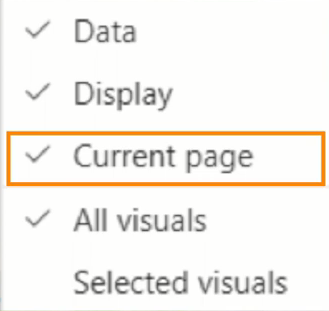 Data
Display
Current page
All visuals
Selected visuals